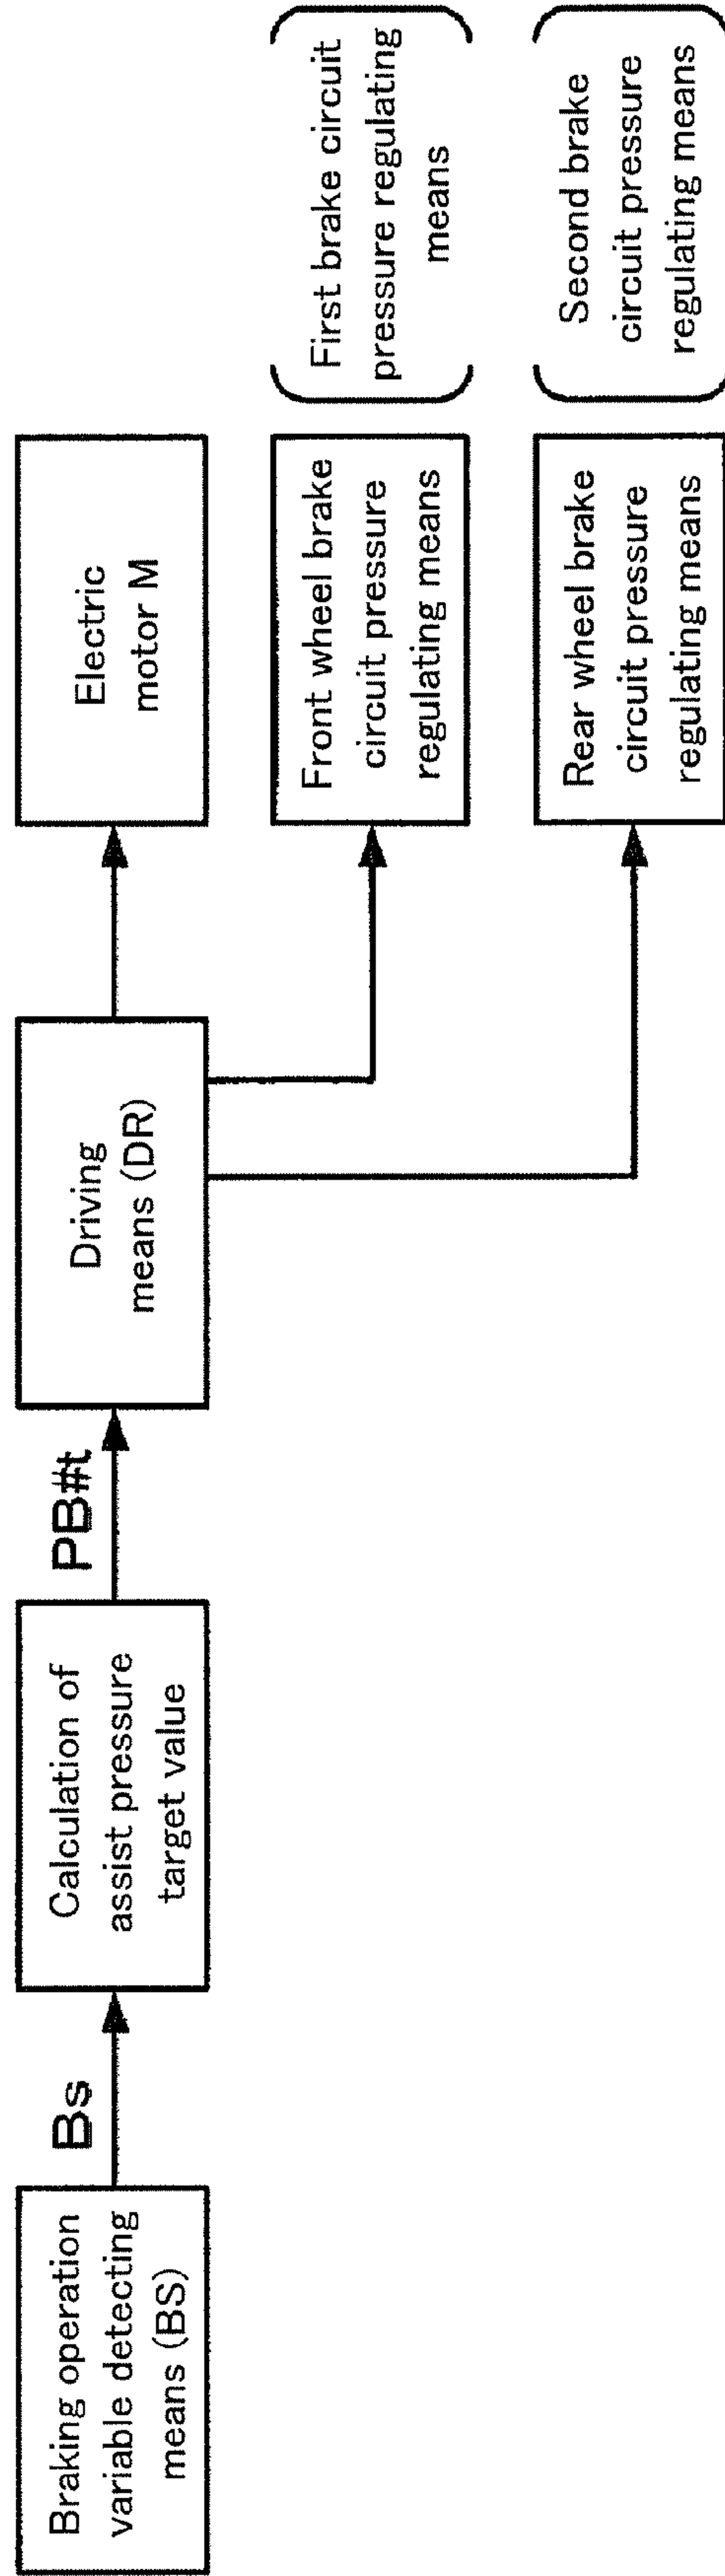 Braking operation
variable detecting
means (BS)
Bs
Calculation of
assist pressure
target value
PB#t
Driving
means (DR)
Electric
motor M
Front wheel brake
circuit pressure
regulating means
First brake circuit
pressure regulating
means
Rear wheel brake
circuit pressure
regulating means
Second brake
circuit pressure
regulating means